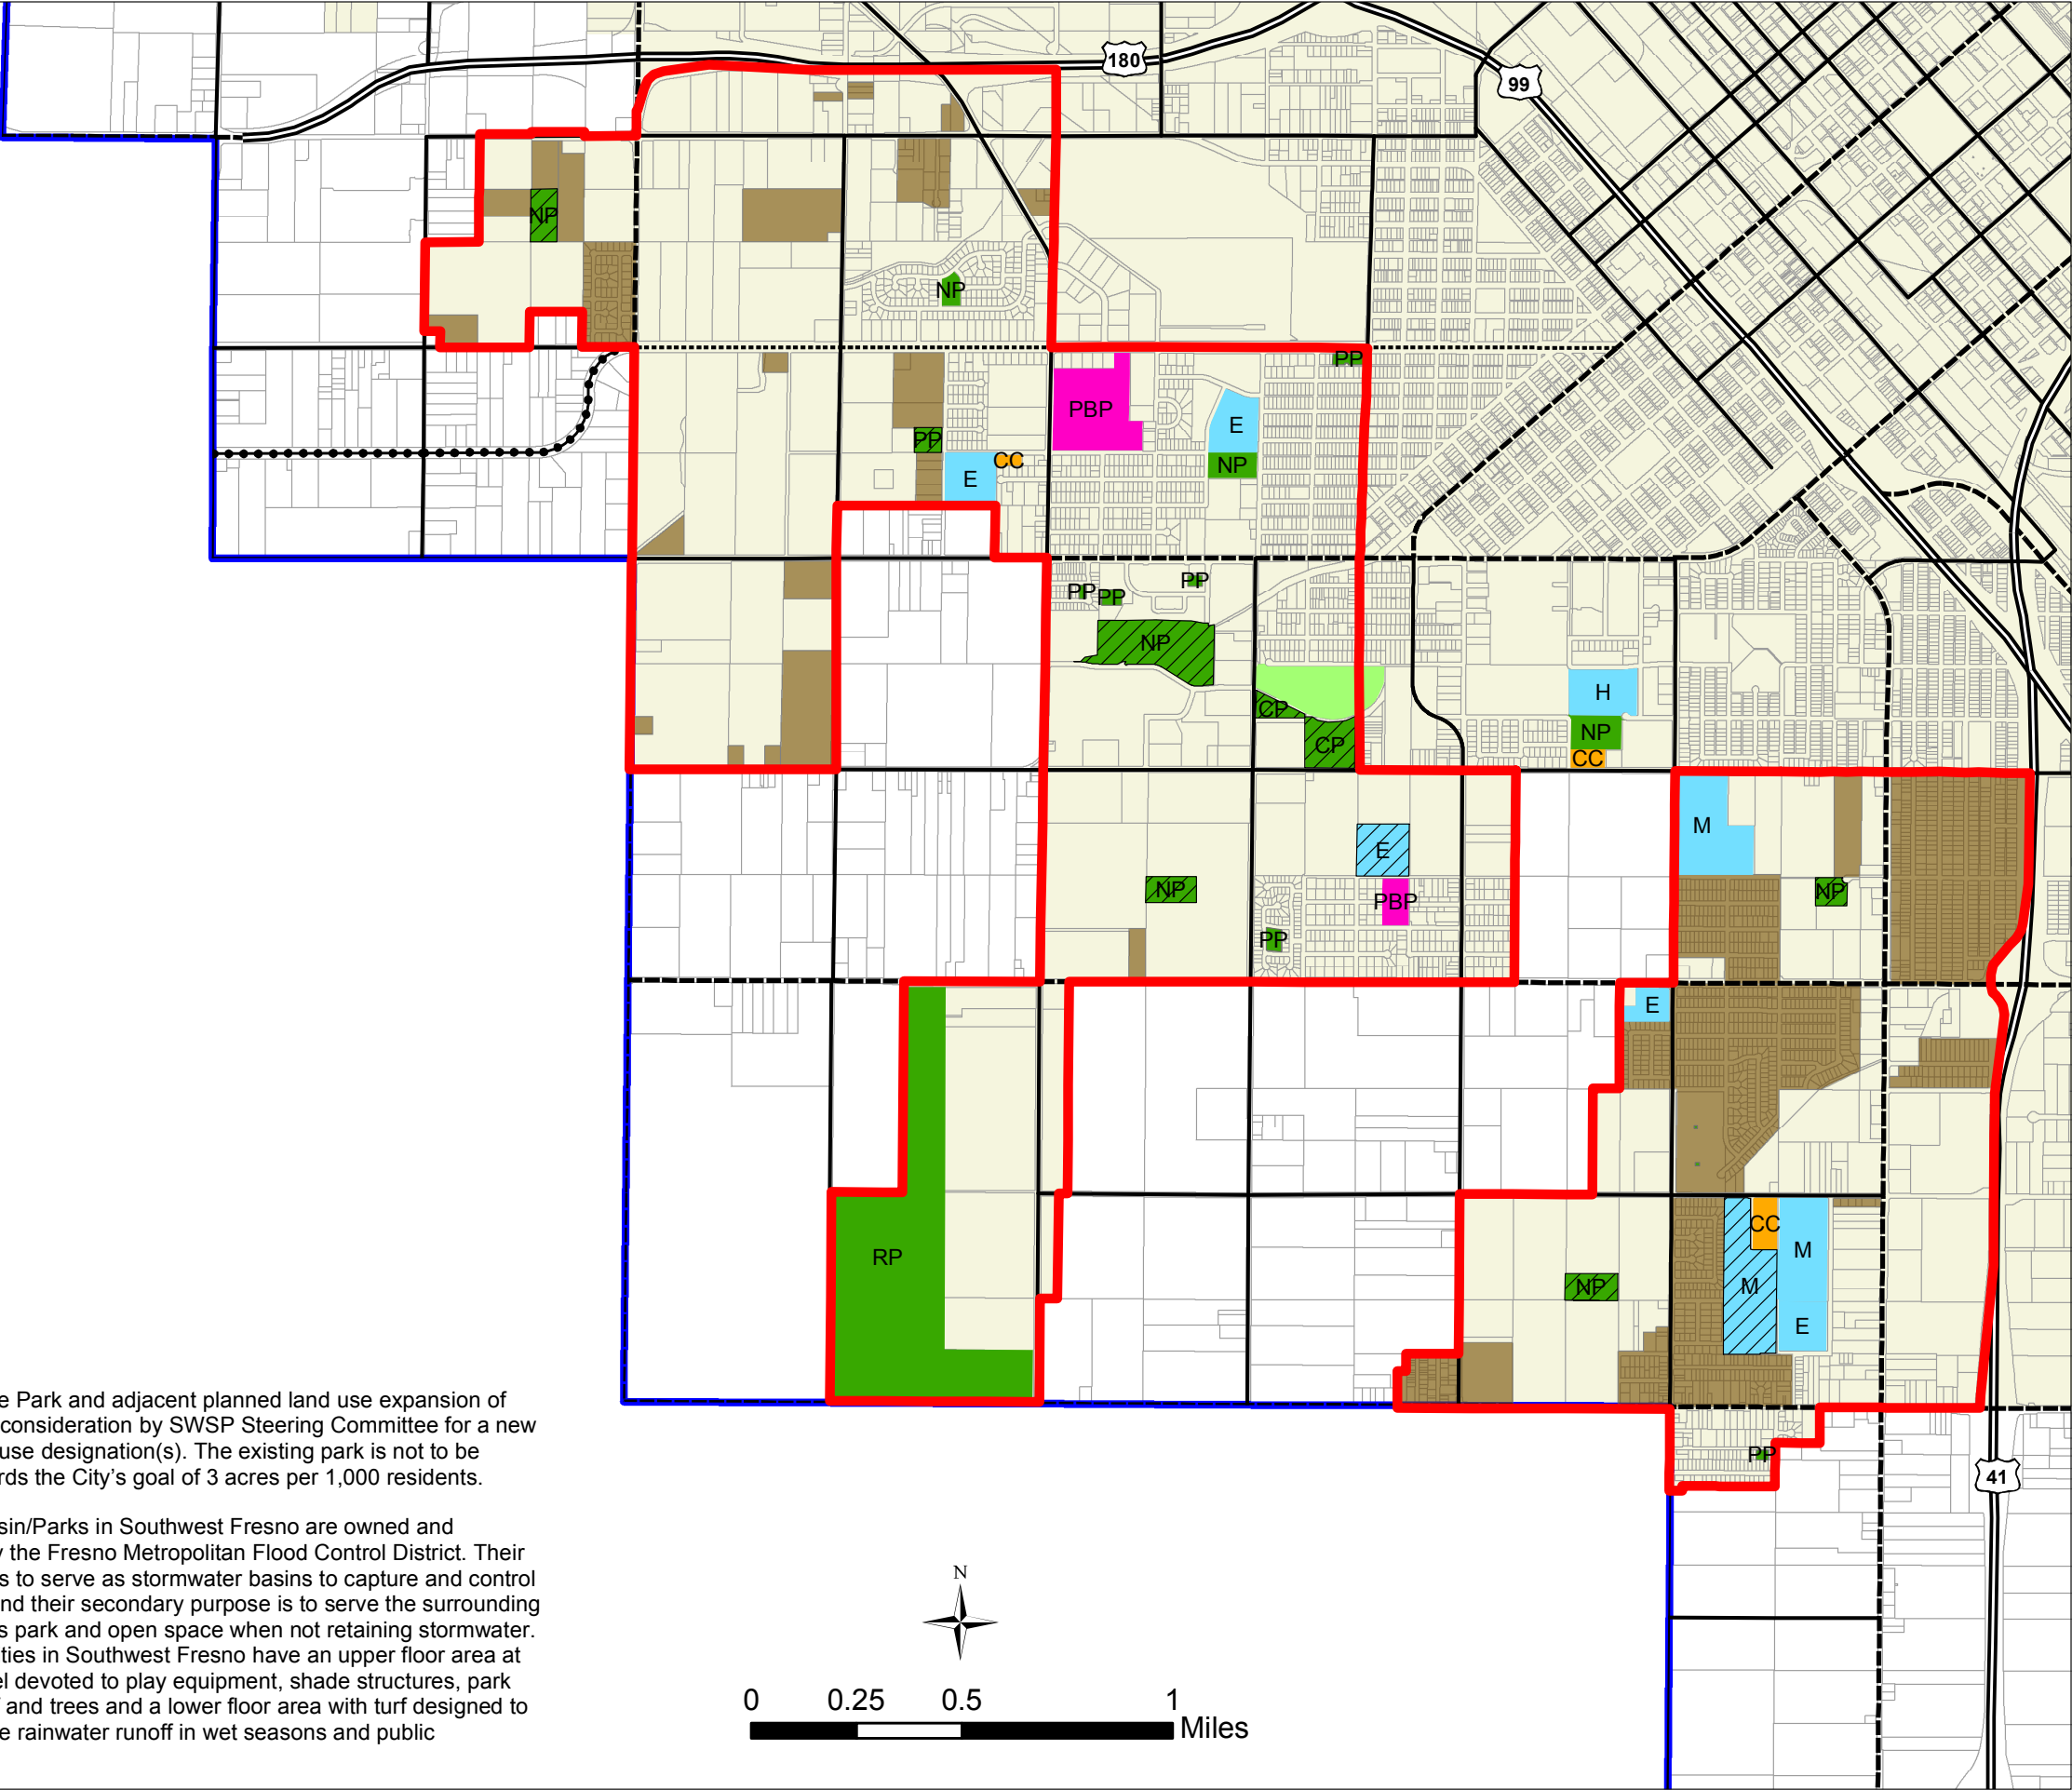 180
99
NP
NP
PP
PBP
E
PP
CC
NP
E
PP
PP
PP
NP
H
CP
NP
CP
CC
M
E
NP
NP
PBP
PP
E
CC
M
RP
NP
M
E
e Park and adjacent planned land use expansion of
consideration by SWSP Steering Committee for a new
use designation(s). The existing park is not to be
rds the City's goal of 3 acres per 1,000 residents.
PP
41
sin/Parks in Southwest Fresno are owned and
y the Fresno Metropolitan Flood Control District. Their
s to serve as stormwater basins to capture and control
nd their secondary purpose is to serve the surrounding
s park and open space when not retaining stormwater.
ties in Southwest Fresno have an upper floor area at
el devoted to play equipment, shade structures, park
and trees and a lower floor area with turf designed to
e rainwater runoff in wet seasons and public
N
0 0.25 0.5 1
Miles